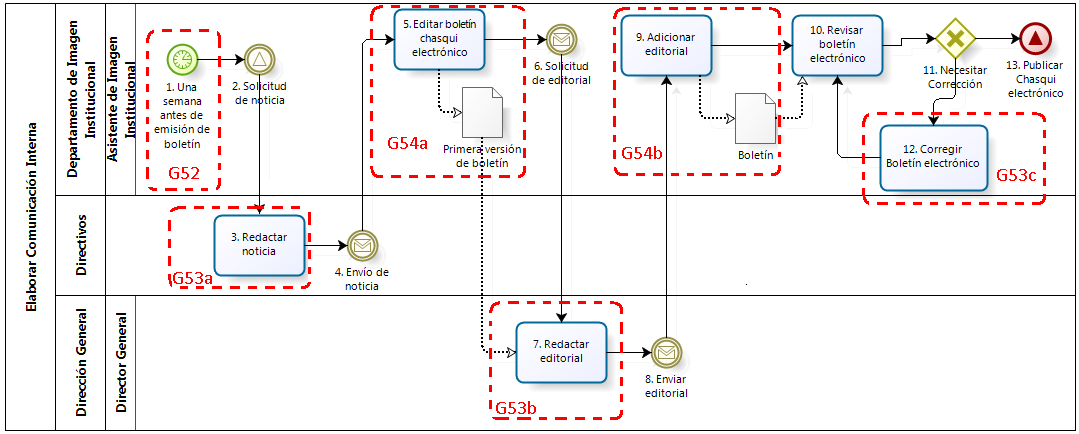 Elaborar Comunicación Interna
Departamento de Imagen
Institucional
Asistente de Imagen
Institucional
1. Una
semana
antes de
emisión de
boletín
G52
2. Solicitud
de noticia
5. Editar boletín
chasqui
electrónico
G54a
Primera versión
de boletín
6. Solicitud
de editorial
9. Adicionar
editorial
G54b
Boletín
10. Revisar
boletín
electrónico
11. Necesitar
Corrección
13. Publicar
Chasqui
electrónico
12. Corregir
Boletín electrónico
G53c
Directivos
3. Redactar
noticia
G53a
4. Envío de
noticia
Dirección General
Director General
7. Redactar
editorial
G53b
8. Enviar
editorial